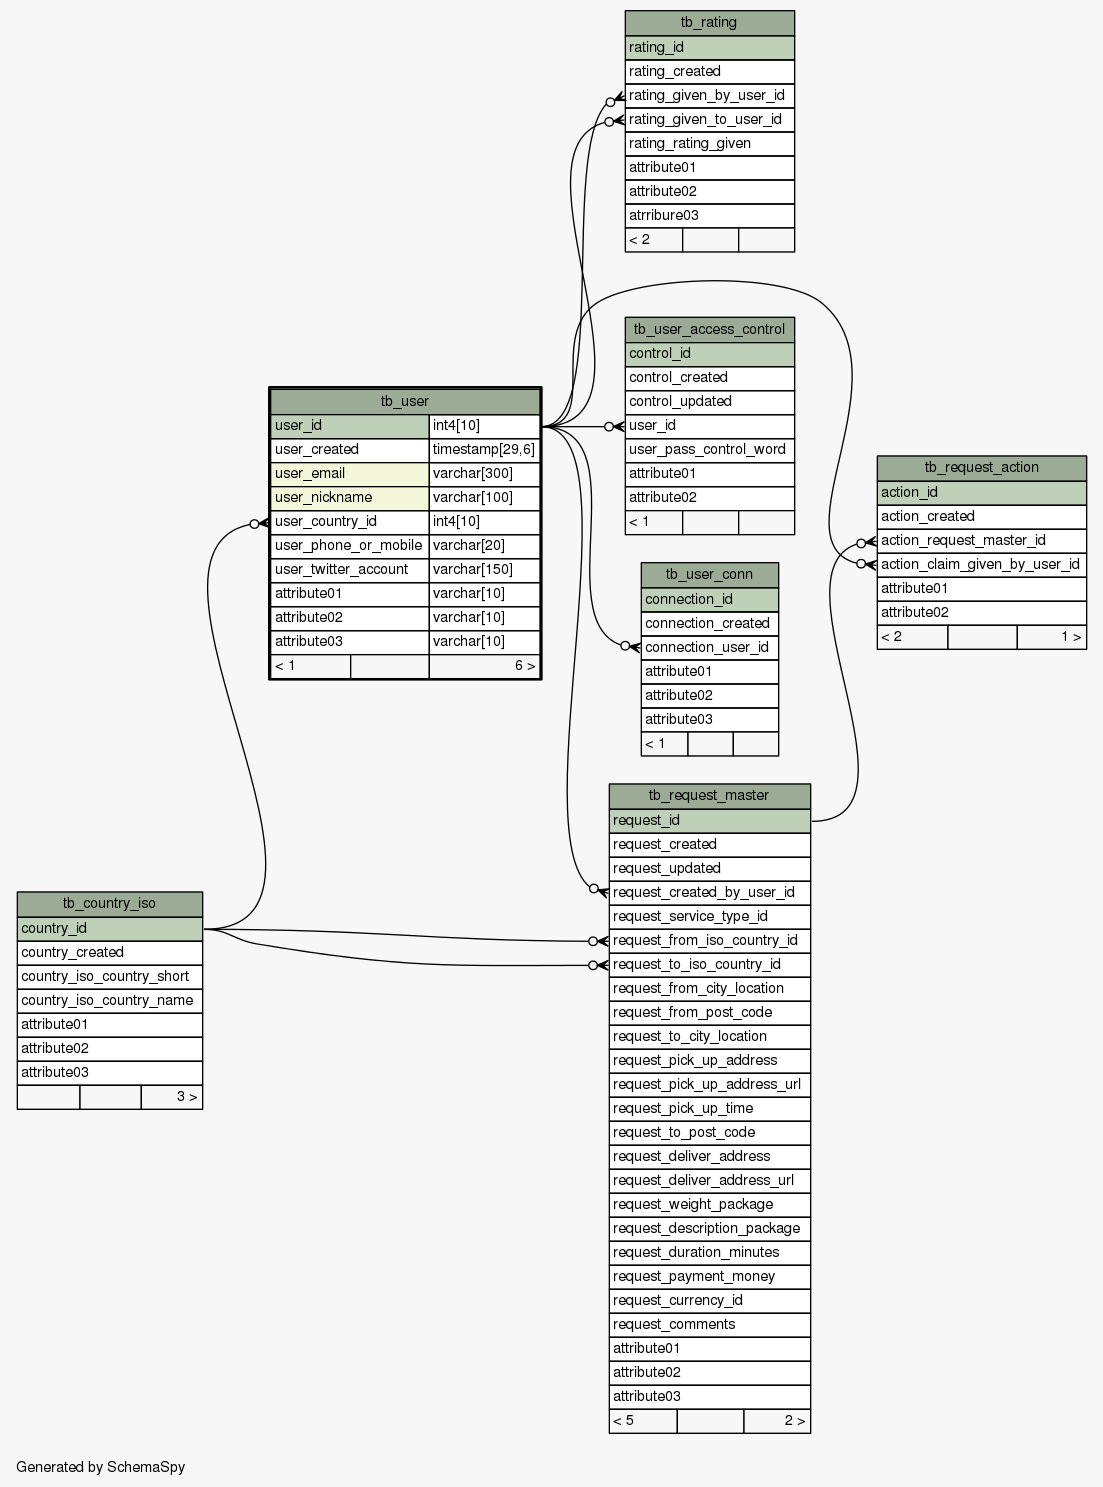 tb_rating
rating_id
rating_created
rating_given_by_user_id
rating_given_to_user_id
rating_rating_given
attribute01
attribute02
atrribure03
< 2
tb_user_access_control
control_id
control_created
control_updated
user_id
user_pass_control_word
attribute01
attribute02
< 1
tb_user
user_id int4[10]
user_created timestamp[29,6]
user_email varchar[300]
user_nickname varchar[100]
user_country_id int4[10]
user_phone_or_mobile varchar[20]
user_twitter_account varchar[150]
attribute01 varchar[10]
attribute02 varchar[10]
attribute03 varchar[10]
< 1 6 >
tb_request_action
action_id
action_created
action_request_master_id
action_claim_given_by_user_id
attribute01
attribute02
< 2 1 >
tb_user_conn
connection_id
connection_created
connection_user_id
attribute01
attribute02
attribute03
< 1
tb_request_master
request_id
request_created
request_updated
request_created_by_user_id
request_service_type_id
request_from_iso_country_id
request_to_iso_country_id
request_from_city_location
request_from_post_code
request_to_city_location
request_pick_up_address
request_pick_up_address_url
request_pick_up_time
request_to_post_code
request_deliver_address
request_deliver_address_url
request_weight_package
request_description_package
request_duration_minutes
request_payment_money
request_currency_id
request_comments
attribute01
attribute02
attribute03
< 5 2 >
tb_country_iso
country_id
country_created
country_iso_country_short
country_iso_country_name
attribute01
attribute02
attribute03
3 >
Generated by SchemaSpy